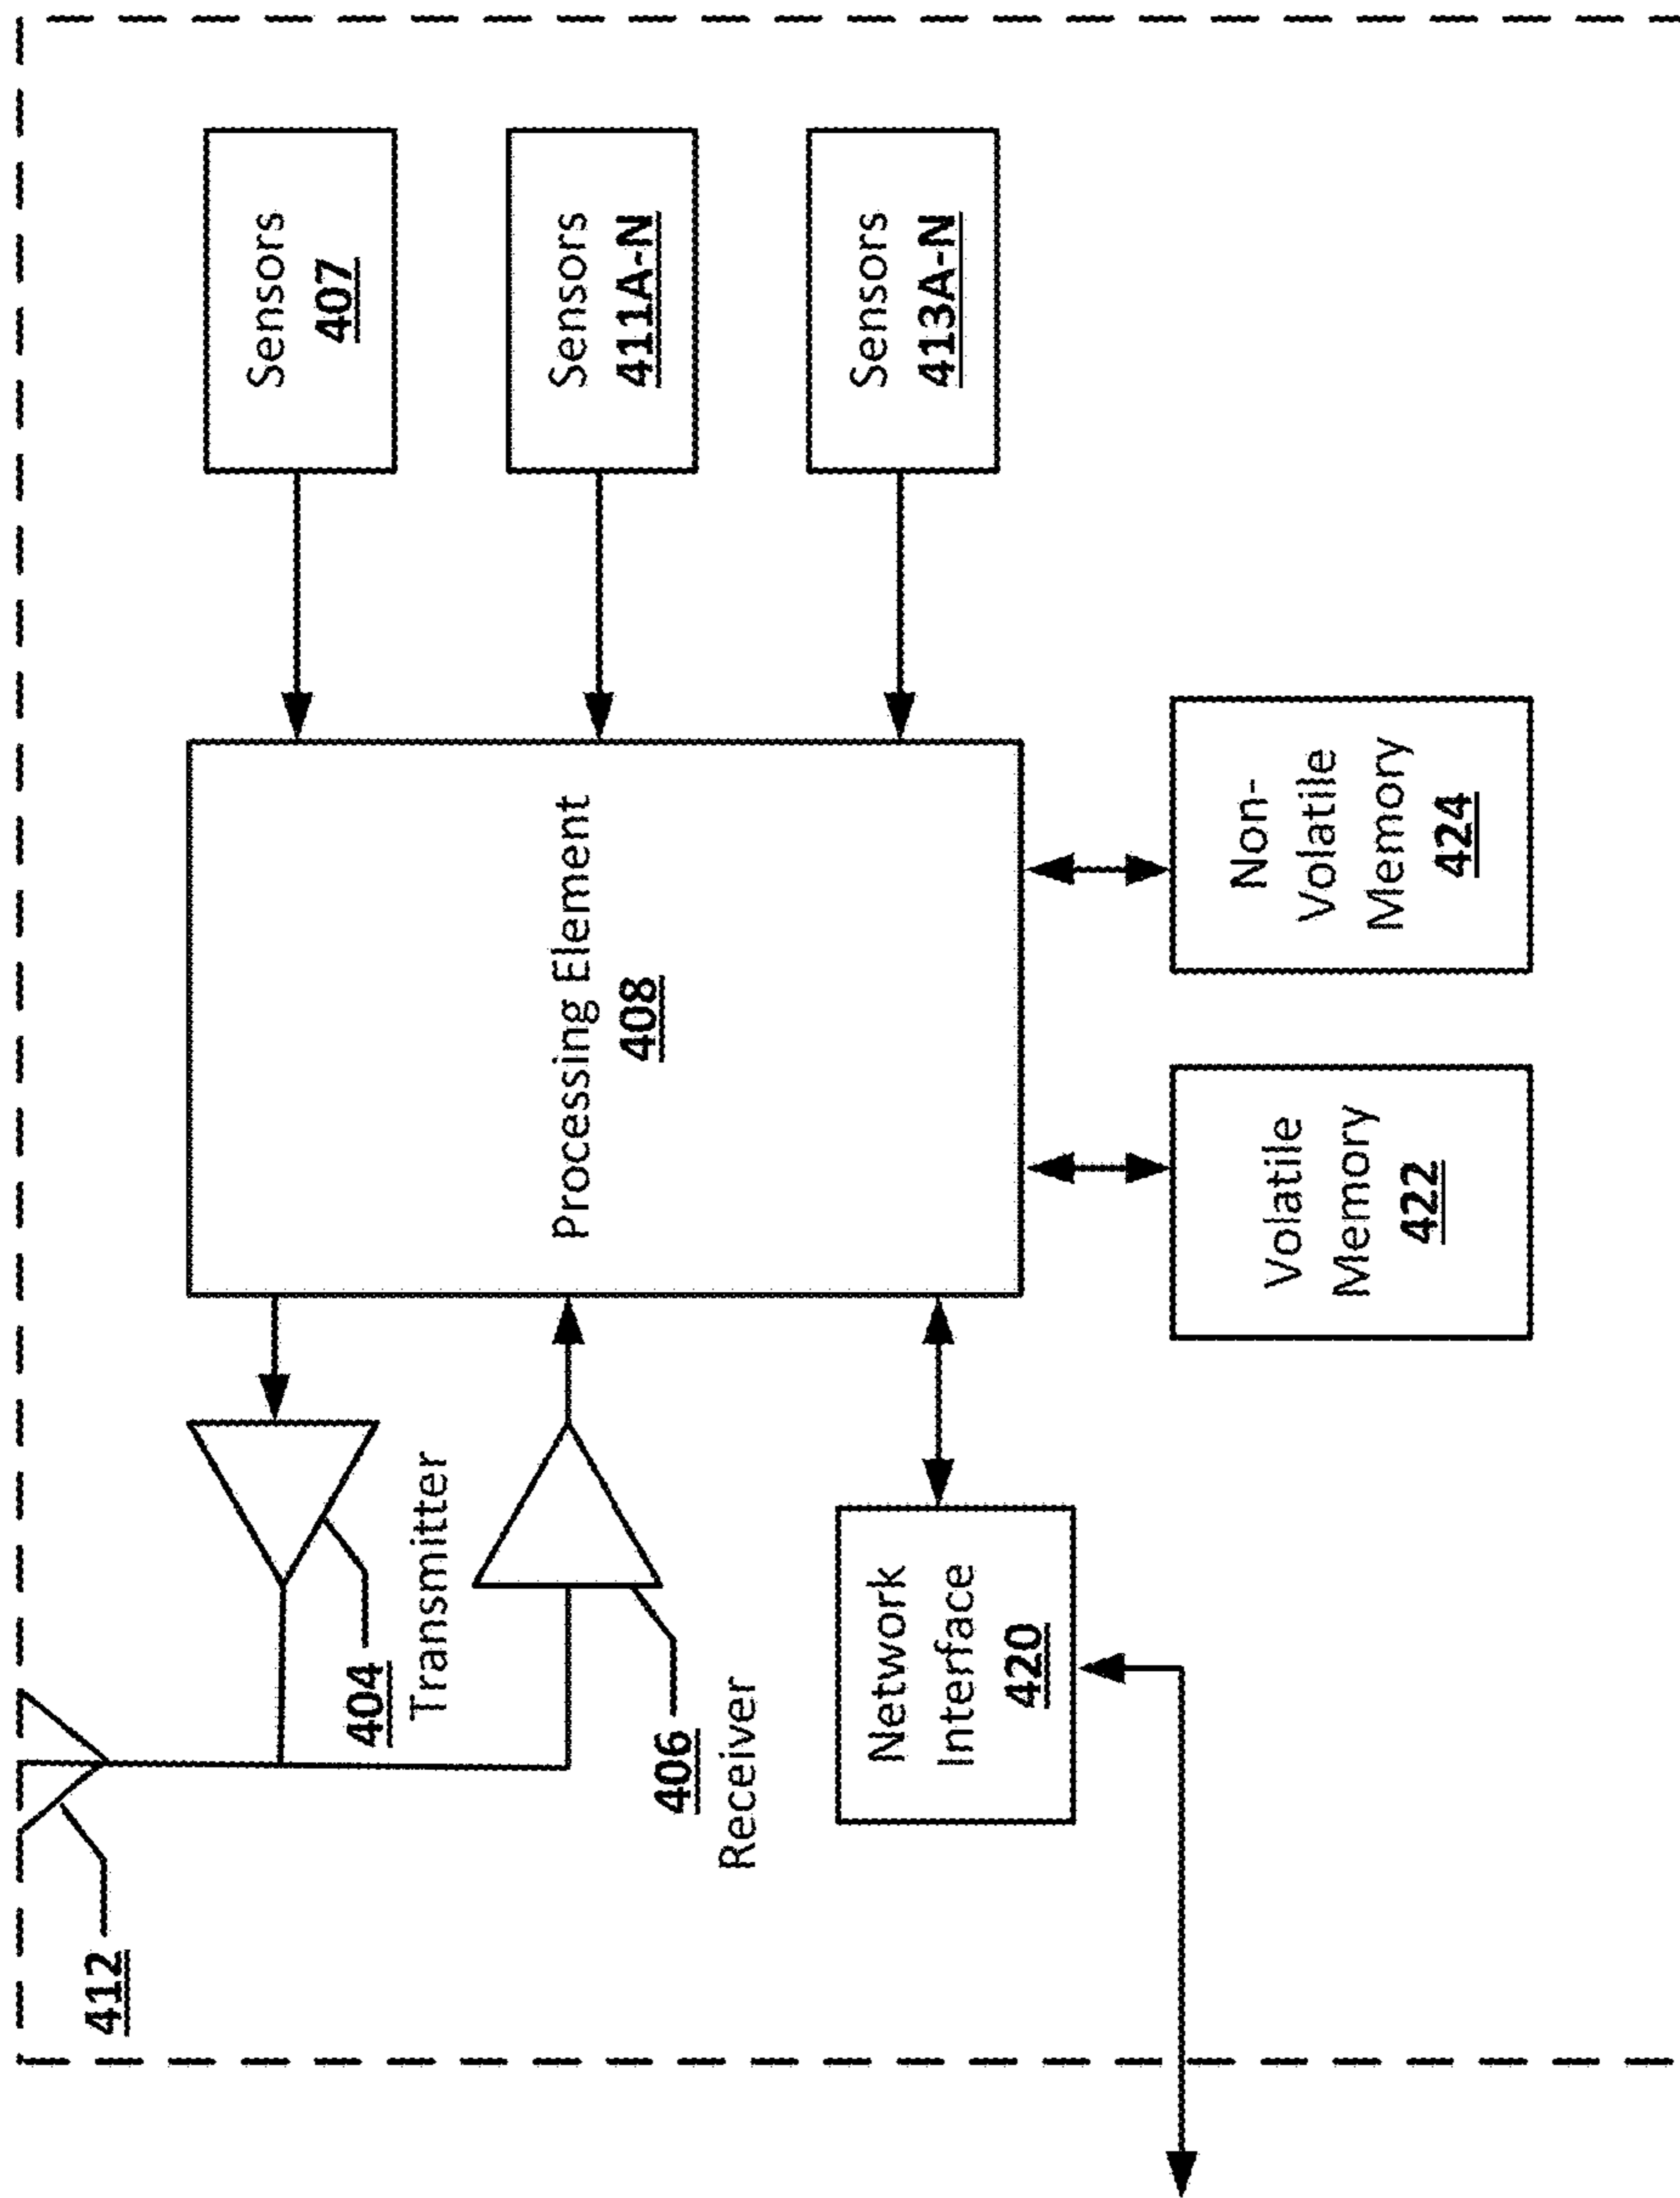 412
404
Transmitter
406
Receiver
Network
Interface
420
Processing Element
408
Volatile
Memory
422
Non-
Volatile
Memory
424
Sensors
407
Sensors
411A-N
Sensors
413A-N